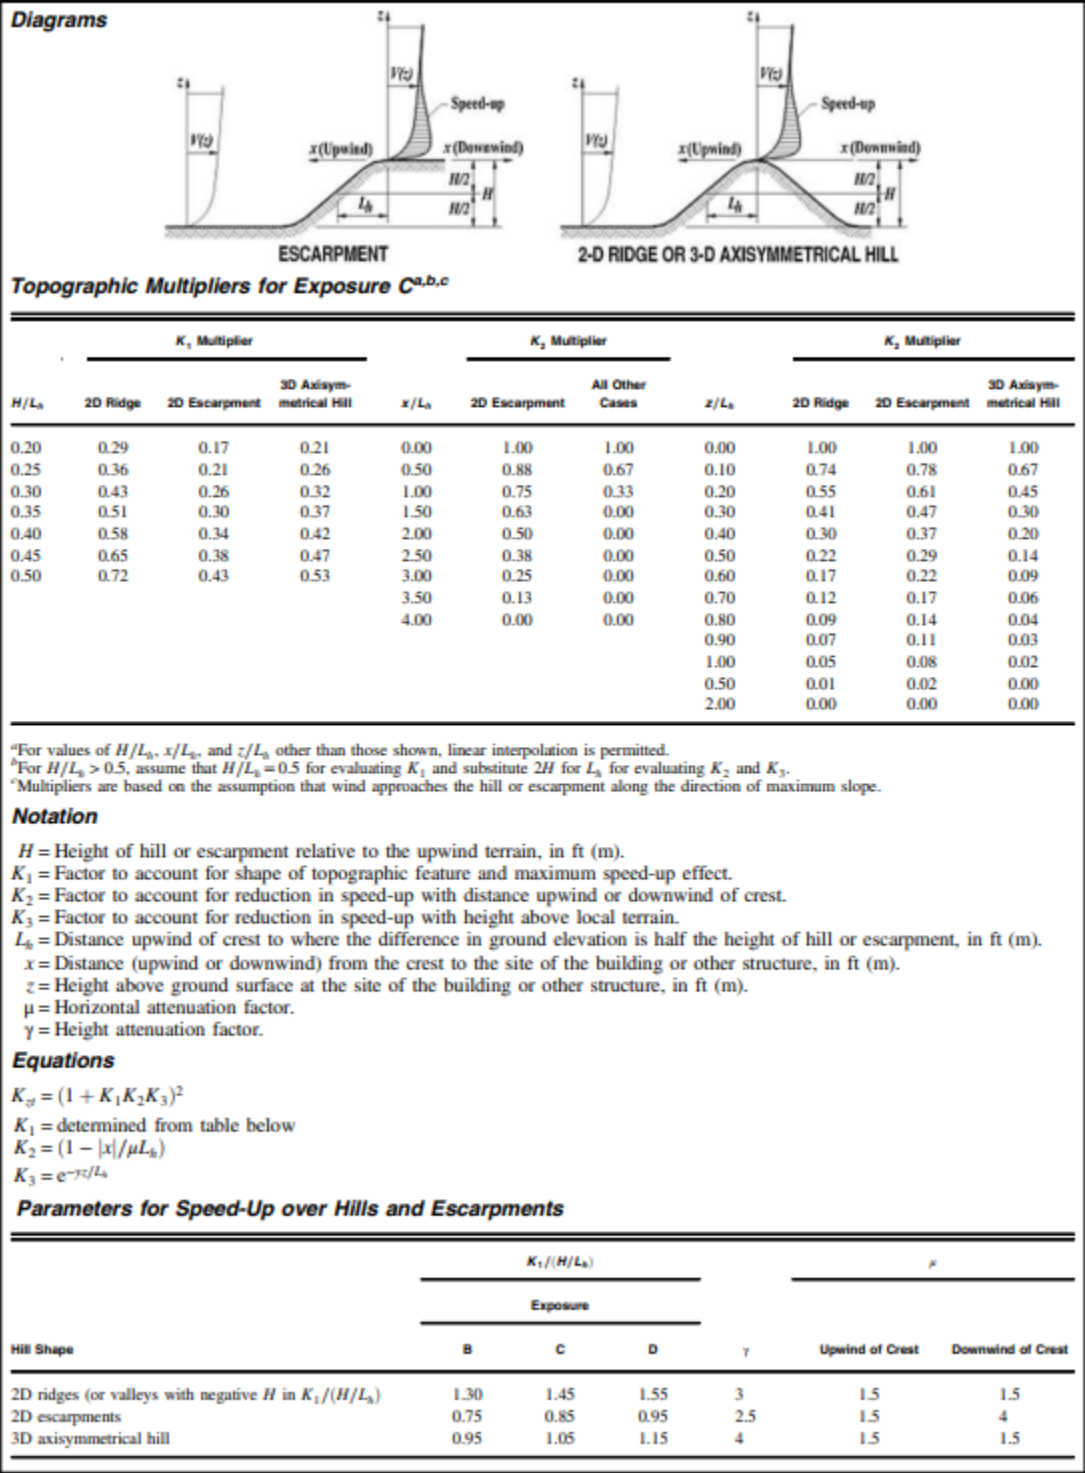 Diagrams
z
V(z)
z
V(z)
Speed-up
x(Upwind)
x(Downwind)
H/2
H
H/2
Lh
ESCARPMENT
z
V(z)
z
V(z)
Speed-up
x(Upwind)
x(Downwind)
H/2
H
H/2
Lh
2-D RIDGE OR 3-D AXISYMMETRICAL HILL
Topographic Multipliers for Exposure Ca,b,c
K1 Multiplier K2 Multiplier K3 Multiplier
3D Axisym- All Other 3D Axisym-
H/Lh 2D Ridge 2D Escarpment metrical Hill x/Lh 2D Escarpment Cases z/Lh 2D Ridge 2D Escarpment metrical Hill
0.20 0.29 0.17 0.21 0.00 1.00 1.00 0.00 1.00 1.00 1.00
0.25 0.36 0.21 0.26 0.50 0.88 0.67 0.10 0.74 0.78 0.67
0.30 0.43 0.26 0.32 1.00 0.75 0.33 0.20 0.55 0.61 0.45
0.35 0.51 0.30 0.37 1.50 0.63 0.00 0.30 0.41 0.47 0.30
0.40 0.58 0.34 0.42 2.00 0.50 0.00 0.40 0.30 0.37 0.20
0.45 0.65 0.38 0.47 2.50 0.38 0.00 0.50 0.22 0.29 0.14
0.50 0.72 0.43 0.53 3.00 0.25 0.00 0.60 0.17 0.22 0.09
3.50 0.13 0.00 0.70 0.12 0.17 0.06
4.00 0.00 0.00 0.80 0.09 0.14 0.04
0.90 0.07 0.11 0.03
1.00 0.05 0.08 0.02
0.50 0.01 0.02 0.00
2.00 0.00 0.00 0.00
aFor values of H/Lh, x/Lh, and z/Lh other than those shown, linear interpolation is permitted.
bFor H/Lh > 0.5, assume that H/Lh = 0.5 for evaluating K1 and substitute 2H for Lh for evaluating K2 and K3.
cMultipliers are based on the assumption that wind approaches the hill or escarpment along the direction of maximum slope.
Notation
H = Height of hill or escarpment relative to the upwind terrain, in ft (m).
K1 = Factor to account for shape of topographic feature and maximum speed-up effect.
K2 = Factor to account for reduction in speed-up with distance upwind or downwind of crest.
K3 = Factor to account for reduction in speed-up with height above local terrain.
Lh = Distance upwind of crest to where the difference in ground elevation is half the height of hill or escarpment, in ft (m).
x = Distance (upwind or downwind) from the crest to the site of the building or other structure, in ft (m).
z = Height above ground surface at the site of the building or other structure, in ft (m).
μ = Horizontal attenuation factor.
γ = Height attenuation factor.
Equations
Kzt = (1 + K1K2K3)²
K1 = determined from table below
K2 = (1 − |x|/μLh)
K3 = e−γz/Lh
Parameters for Speed-Up over Hills and Escarpments
K1/(H/Lh) μ
Exposure
Hill Shape B C D γ Upwind of Crest Downwind of Crest
2D ridges (or valleys with negative H in K1/(H/Lh) 1.30 1.45 1.55 3 1.5 1.5
2D escarpments 0.75 0.85 0.95 2.5 1.5 4
3D axisymmetrical hill 0.95 1.05 1.15 4 1.5 1.5